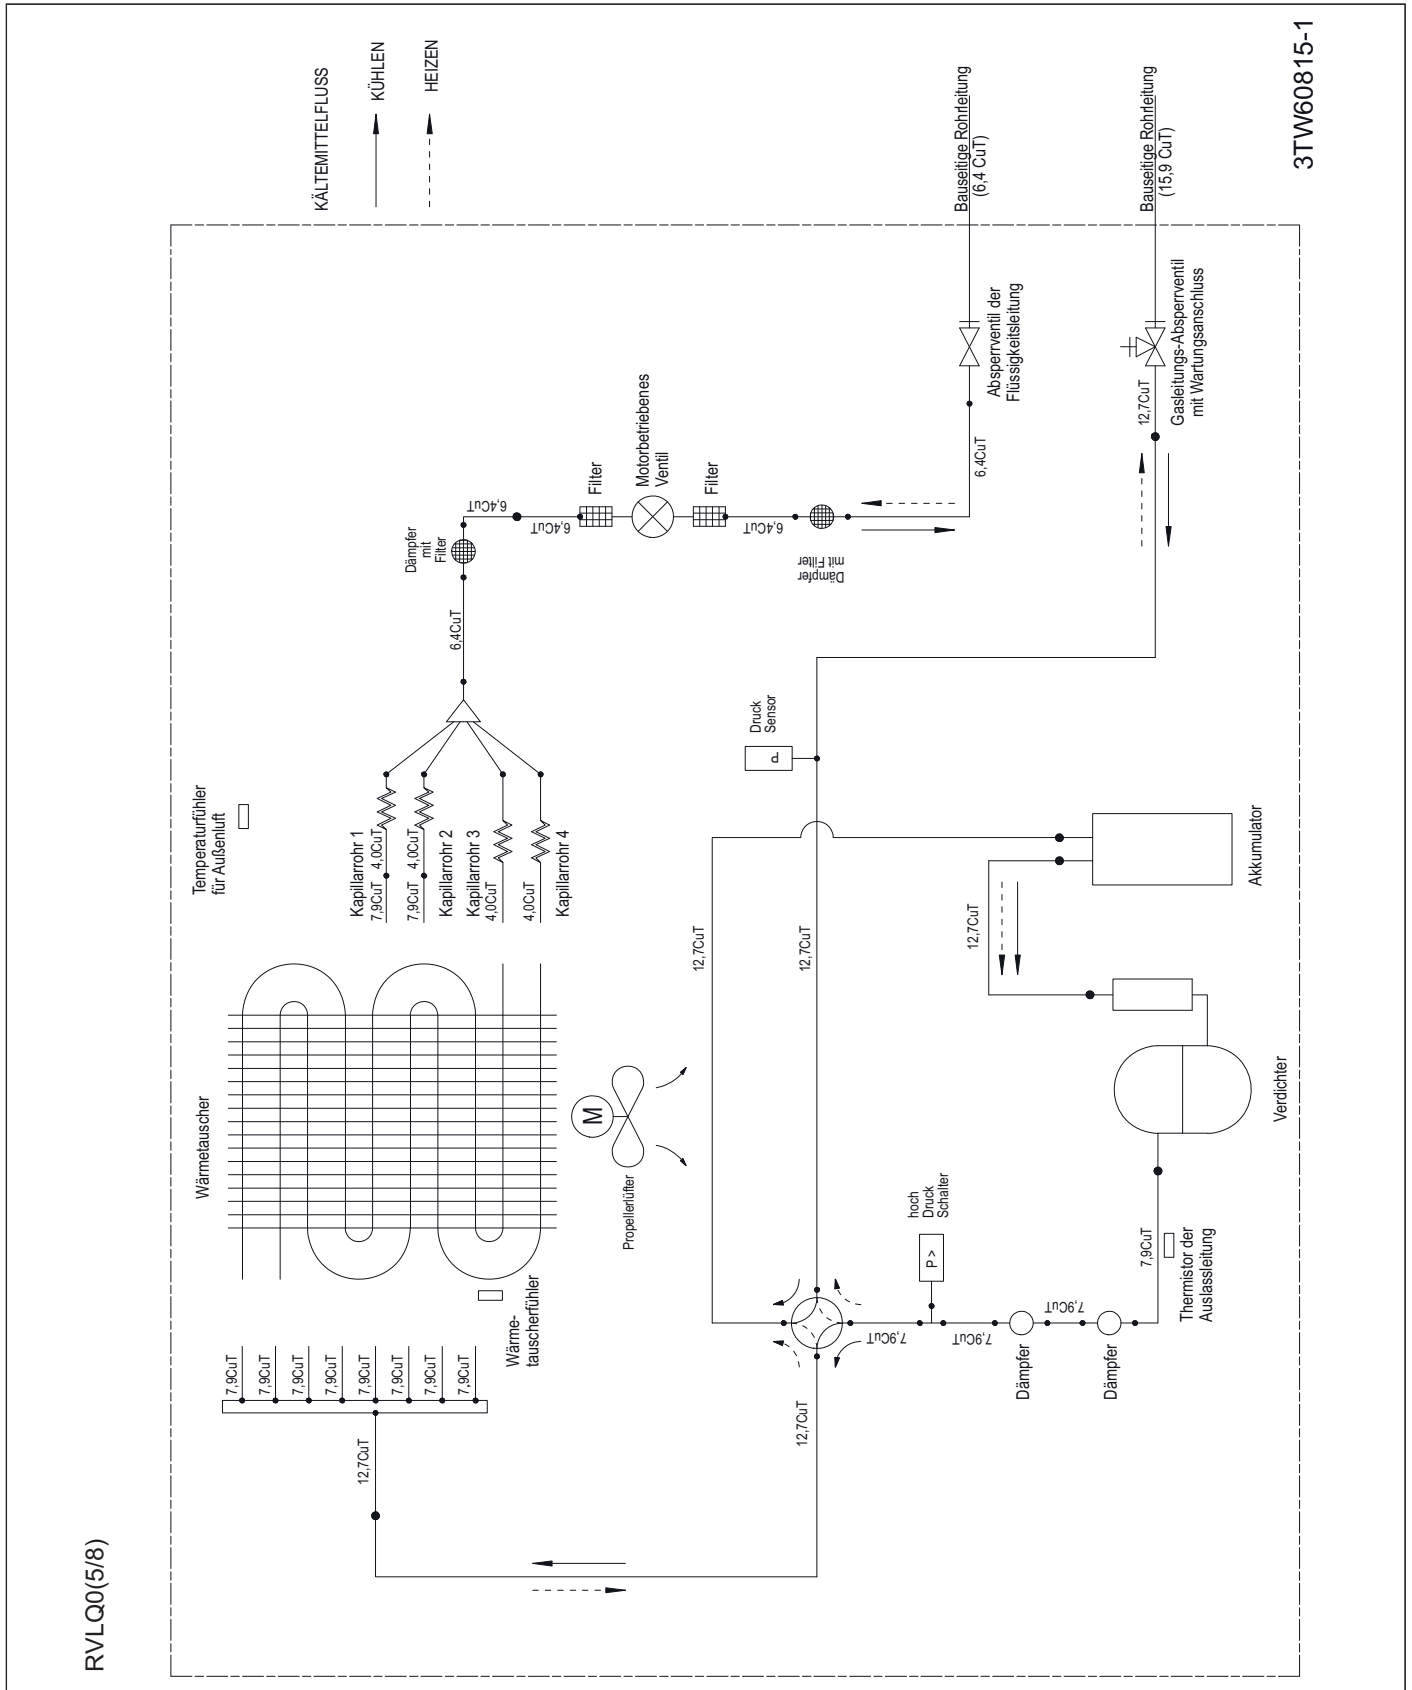 RVLQ0(5/8)
3TW60815-1
KÄLTEMITTELFLUSS
KÜHLEN
HEIZEN
Temperaturfühler
für Außenluft
Wärmetauscher
Wärme-
tauscherfühler
7,9CuT
7,9CuT
7,9CuT
7,9CuT
7,9CuT
7,9CuT
7,9CuT
7,9CuT
12,7CuT
Kapillarrohr 1
7,9CuT
4,0CuT
7,9CuT
4,0CuT
Kapillarrohr 2
Kapillarrohr 3
4,0CuT
4,0CuT
Kapillarrohr 4
6,4CuT
Dämpfer
mit
Filter
6,4CuT
6,4CuT
Filter
Motorbetriebenes
Ventil
Filter
6,4CuT
Dämpfer
mit Filter
6,4CuT
Absperrventil der
Flüssigkeitsleitung
Bauseitige Rohrleitung
(6,4 CuT)
Bauseitige Rohrleitung
(15,9 CuT)
Gasleitungs-Absperrventil
mit Wartungsanschluss
12,7CuT
M
Propellerlüfter
Druck
Sensor
P
12,7CuT
12,7CuT
12,7CuT
12,7CuT
Akkumulator
Verdichter
hoch
Druck
Schalter
P >
7,9CuT
7,9CuT
7,9CuT
7,9CuT
Dämpfer
Dämpfer
Thermistor der
Auslassleitung